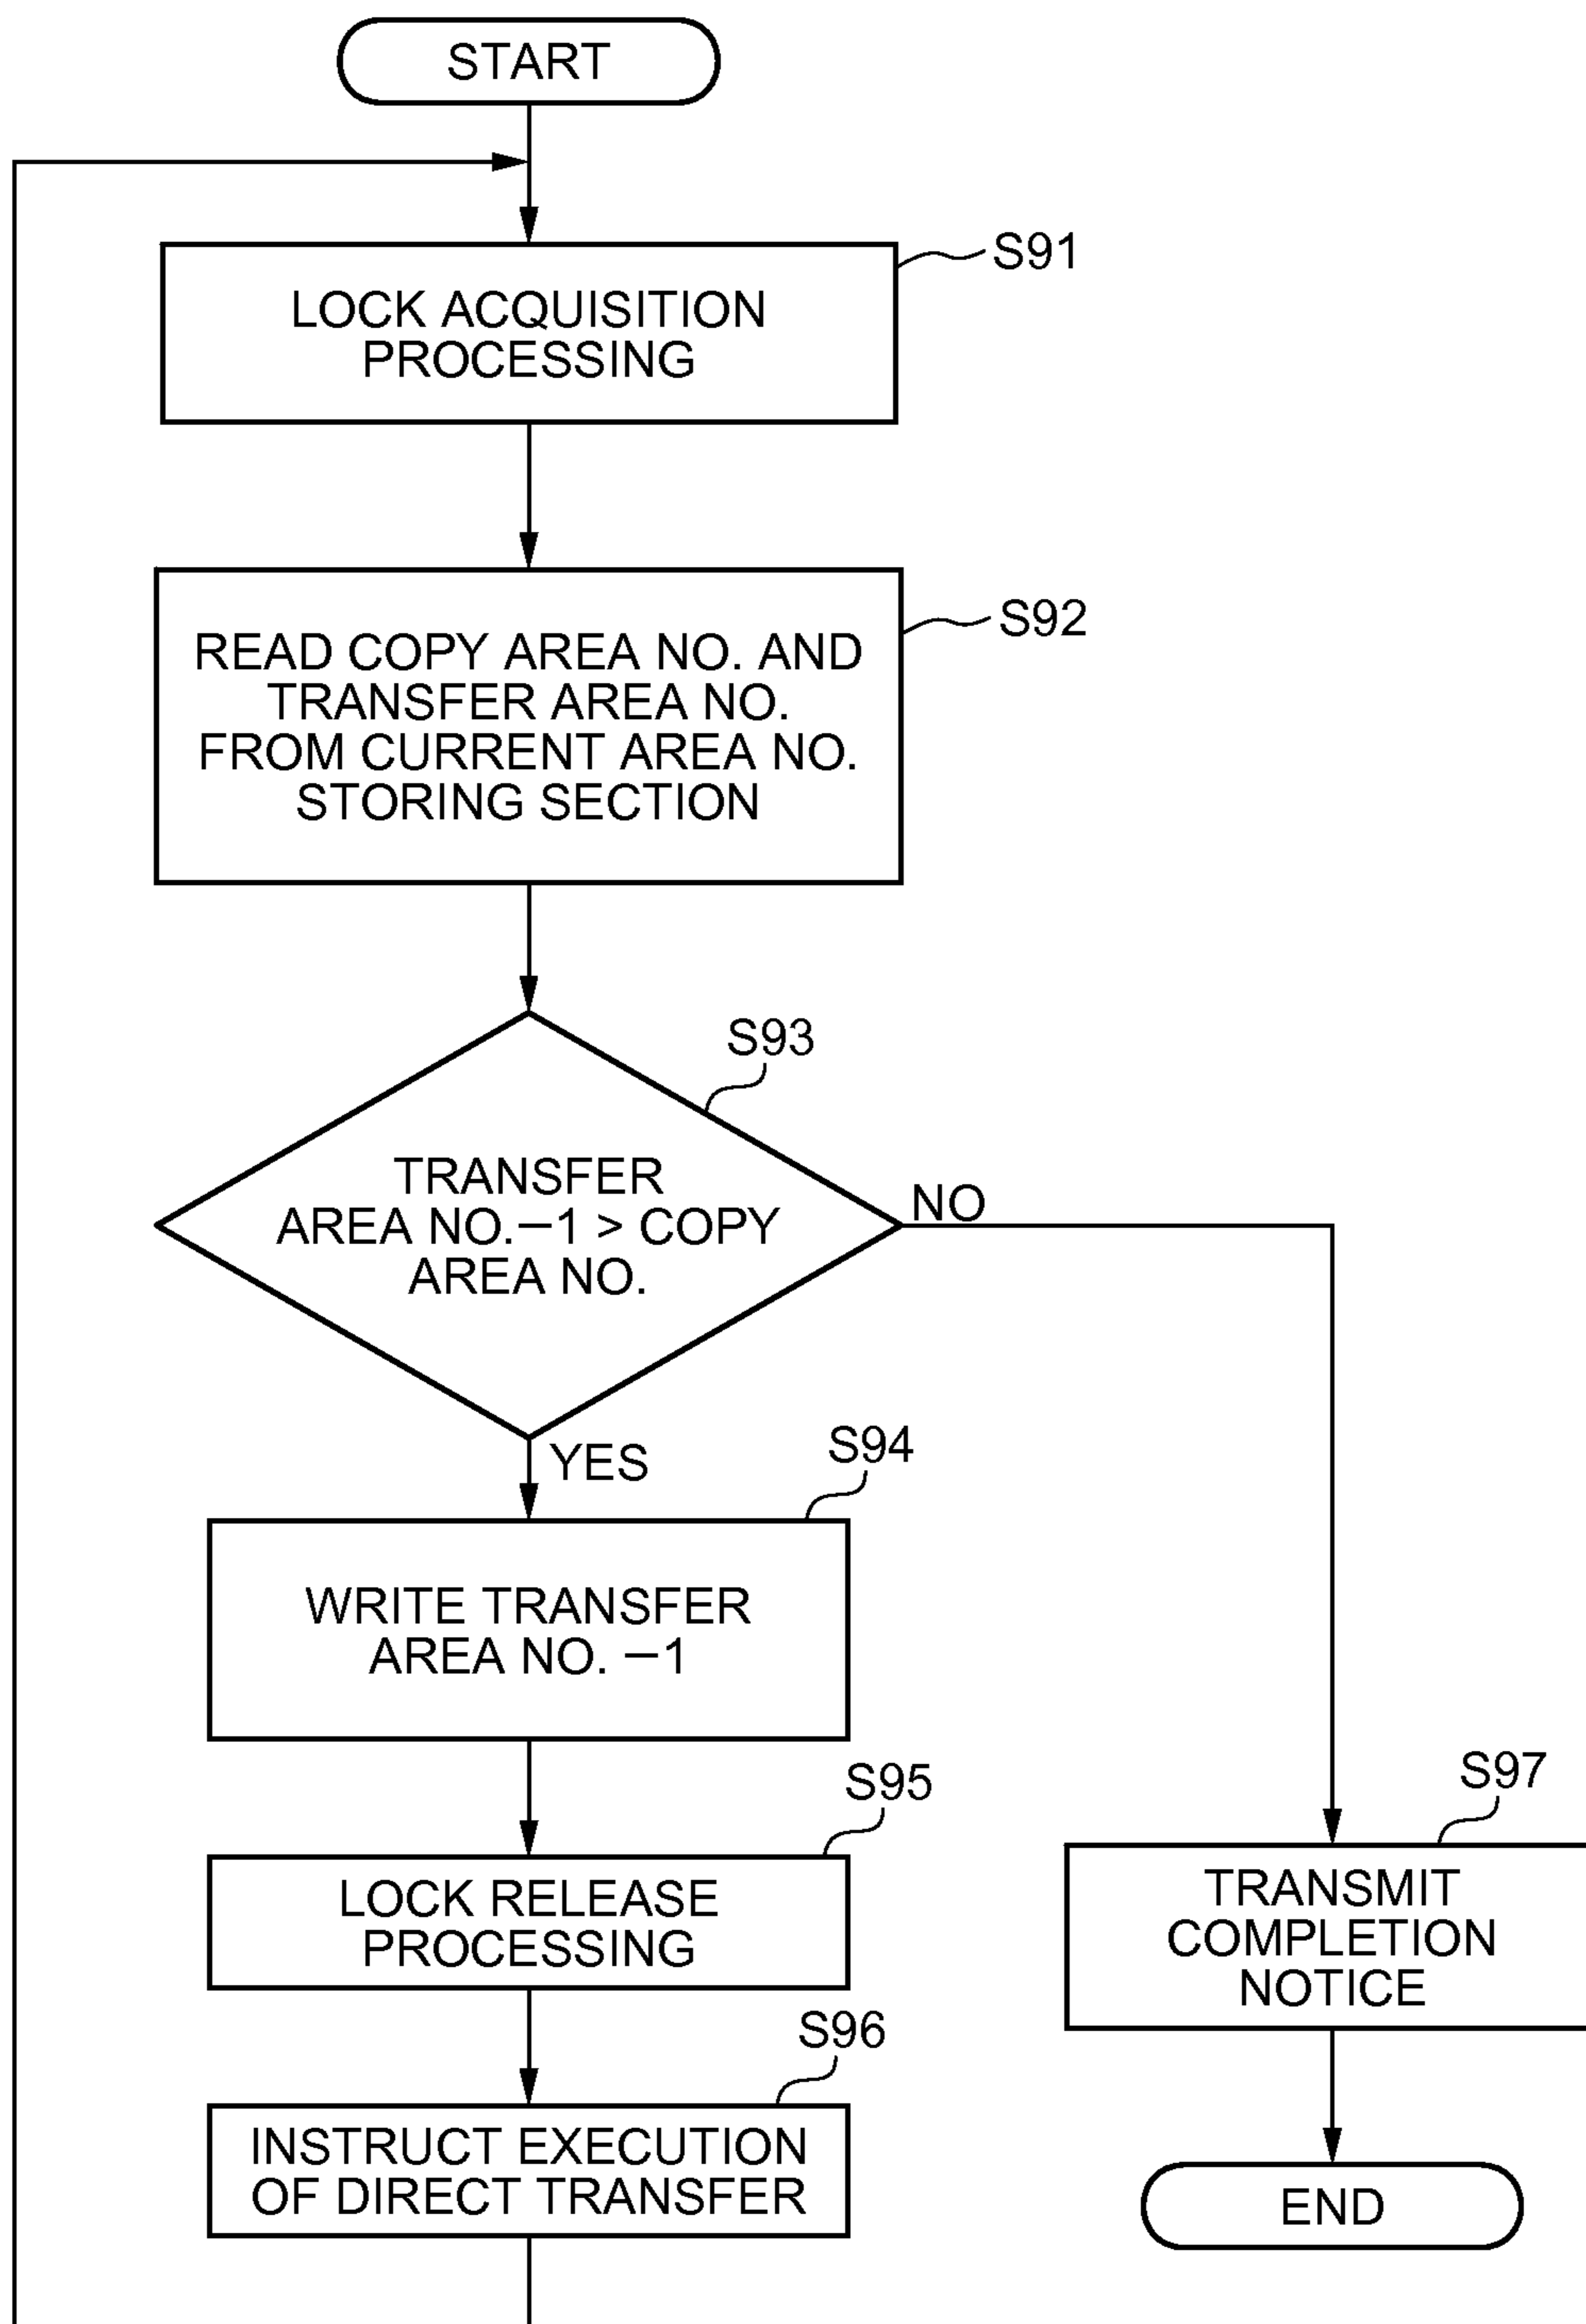 START
S91
LOCK ACQUISITION
PROCESSING
S92
READ COPY AREA NO. AND
TRANSFER AREA NO.
FROM CURRENT AREA NO.
STORING SECTION
S93
TRANSFER
AREA NO.−1 > COPY
AREA NO.
NO
YES
S94
WRITE TRANSFER
AREA NO. −1
S95
LOCK RELEASE
PROCESSING
S97
TRANSMIT
COMPLETION
NOTICE
S96
INSTRUCT EXECUTION
OF DIRECT TRANSFER
END